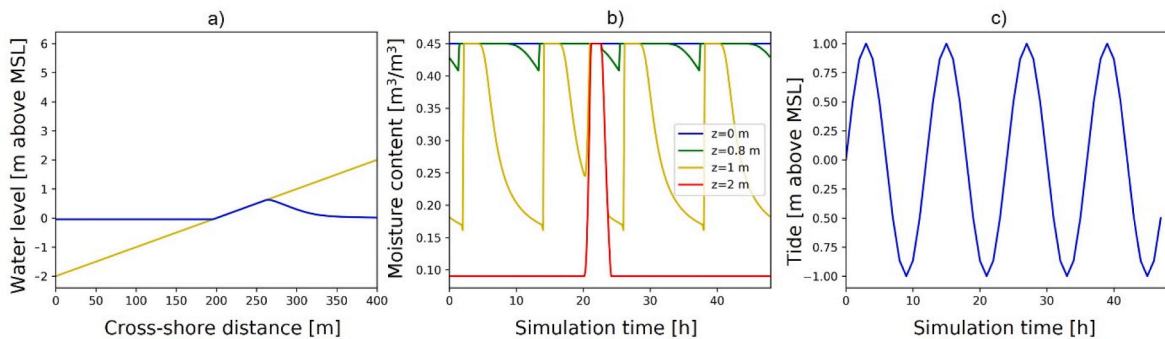 a)
b)
c)
Water level [m above MSL]
6
5
4
3
2
1
0
-1
-2
0 50 100 150 200 250 300 350 400
Cross-shore distance [m]
Moisture content [m³/m³]
0.45
0.40
0.35
0.30
0.25
0.20
0.15
0.10
0 10 20 30 40
z=0 m
z=0.8 m
z=1 m
z=2 m
Simulation time [h]
Tide [m above MSL]
1.00
0.75
0.50
0.25
0.00
0.25
0.50
0.75
−1.00
0 10 20 30 40
Simulation time [h]